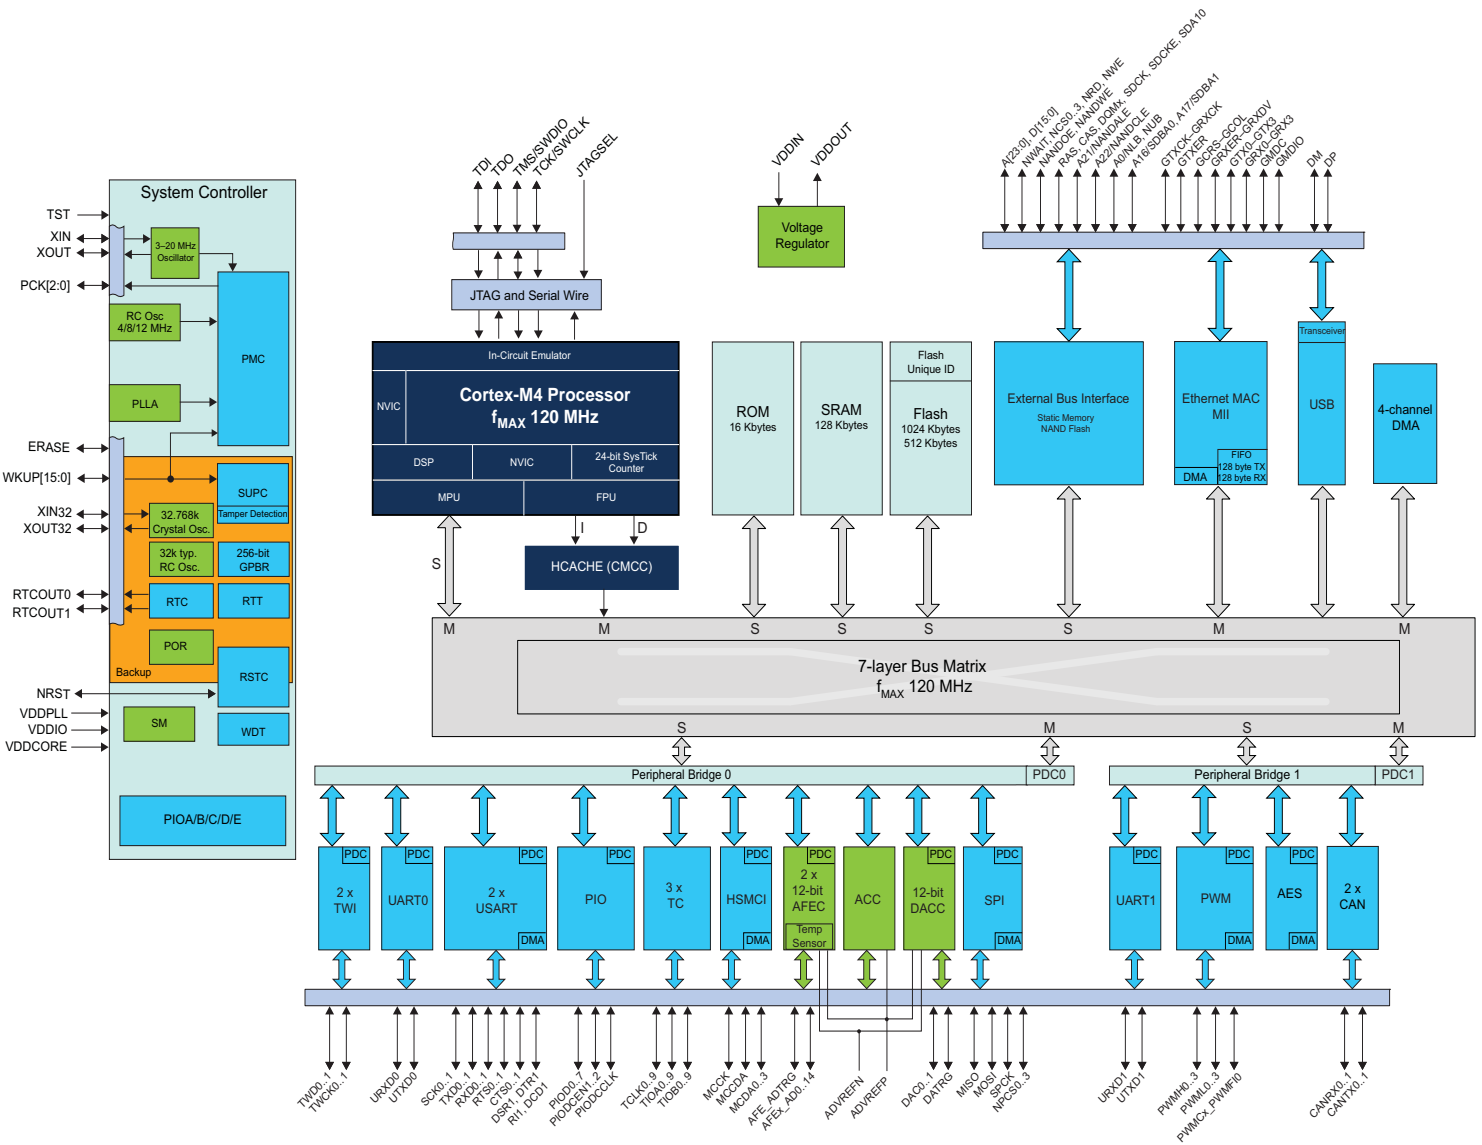 System Controller
TST
XIN
XOUT
PCK[2:0]
3–20 MHz
Oscillator
RC Osc
4/8/12 MHz
PMC
PLLA
ERASE
WKUP[15:0]
SUPC
Tamper Detection
XIN32
XOUT32
32.768k
Crystal Osc.
32k typ.
RC Osc.
256-bit
GPBR
RTCOUT0
RTCOUT1
RTC
RTT
POR
Backup
RSTC
NRST
VDDPLL
VDDIO
VDDCORE
SM
WDT
PIOA/B/C/D/E
TDI
TDO
TMS/SWDIO
TCK/SWCLK
JTAGSEL
JTAG and Serial Wire
In-Circuit Emulator
NVIC
Cortex-M4 Processor
fMAX 120 MHz
DSP
NVIC
24-bit SysTick
Counter
MPU
FPU
I
D
S
HCACHE (CMCC)
VDDIN
VDDOUT
Voltage
Regulator
ROM
16 Kbytes
SRAM
128 Kbytes
Flash
Unique ID
Flash
1024 Kbytes
512 Kbytes
A[23:0], D[15:0]
NWAIT, NCS0..3, NRD, NWE
NANDOE, NANDWE
RAS, CAS, DQMx, SDCK, SDCKE, SDA10
A21/NANDALE
A22/NANDCLE
A0/NLB, NUB
A16/SDBA0, A17/SDBA1
GTXCK–GRXCK
GTXER
GCRS–GCOL
GRXER–GRXDV
GTX0–GTX3
GRX0–GRX3
GMDC
GMDIO
DM
DP
External Bus Interface
Static Memory
NAND Flash
Ethernet MAC
MII
FIFO
128 byte TX
128 byte RX
DMA
Transceiver
USB
4-channel
DMA
M
M
S
S
S
S
M
M
7-layer Bus Matrix
fMAX 120 MHz
S
M
S
M
Peripheral Bridge 0
PDC0
Peripheral Bridge 1
PDC1
PDC
2 x
TWI
PDC
UART0
PDC
2 x
USART
DMA
PDC
PIO
3 x
TC
PDC
HSMCI
DMA
PDC
2 x
12-bit
AFEC
Temp
Sensor
ACC
PDC
12-bit
DACC
PDC
SPI
DMA
PDC
UART1
PDC
PWM
DMA
PDC
AES
DMA
2 x
CAN
TWD0..1
TWCK0..1
URXD0
UTXD0
SCK0..1
TXD0..1
RXD0..1
RTS0..1
CTS0..1
DSR1, DTR1
RI1, DCD1
PIOD0..7
PIODCEN1..2
PIODCCLK
TCLK0..9
TIOA0..9
TIOB0..9
MCCK
MCCDA
MCDA0..3
AFE_ADTRG
AFEx_AD0..14
ADVREFN
ADVREFP
DAC0..1
DATRG
MISO
MOSI
SPCK
NPCS0..3
URXD1
UTXD1
PWMH0..3
PWML0..3
PWMCx_PWMFI0
CANRX0..1
CANTX0..1